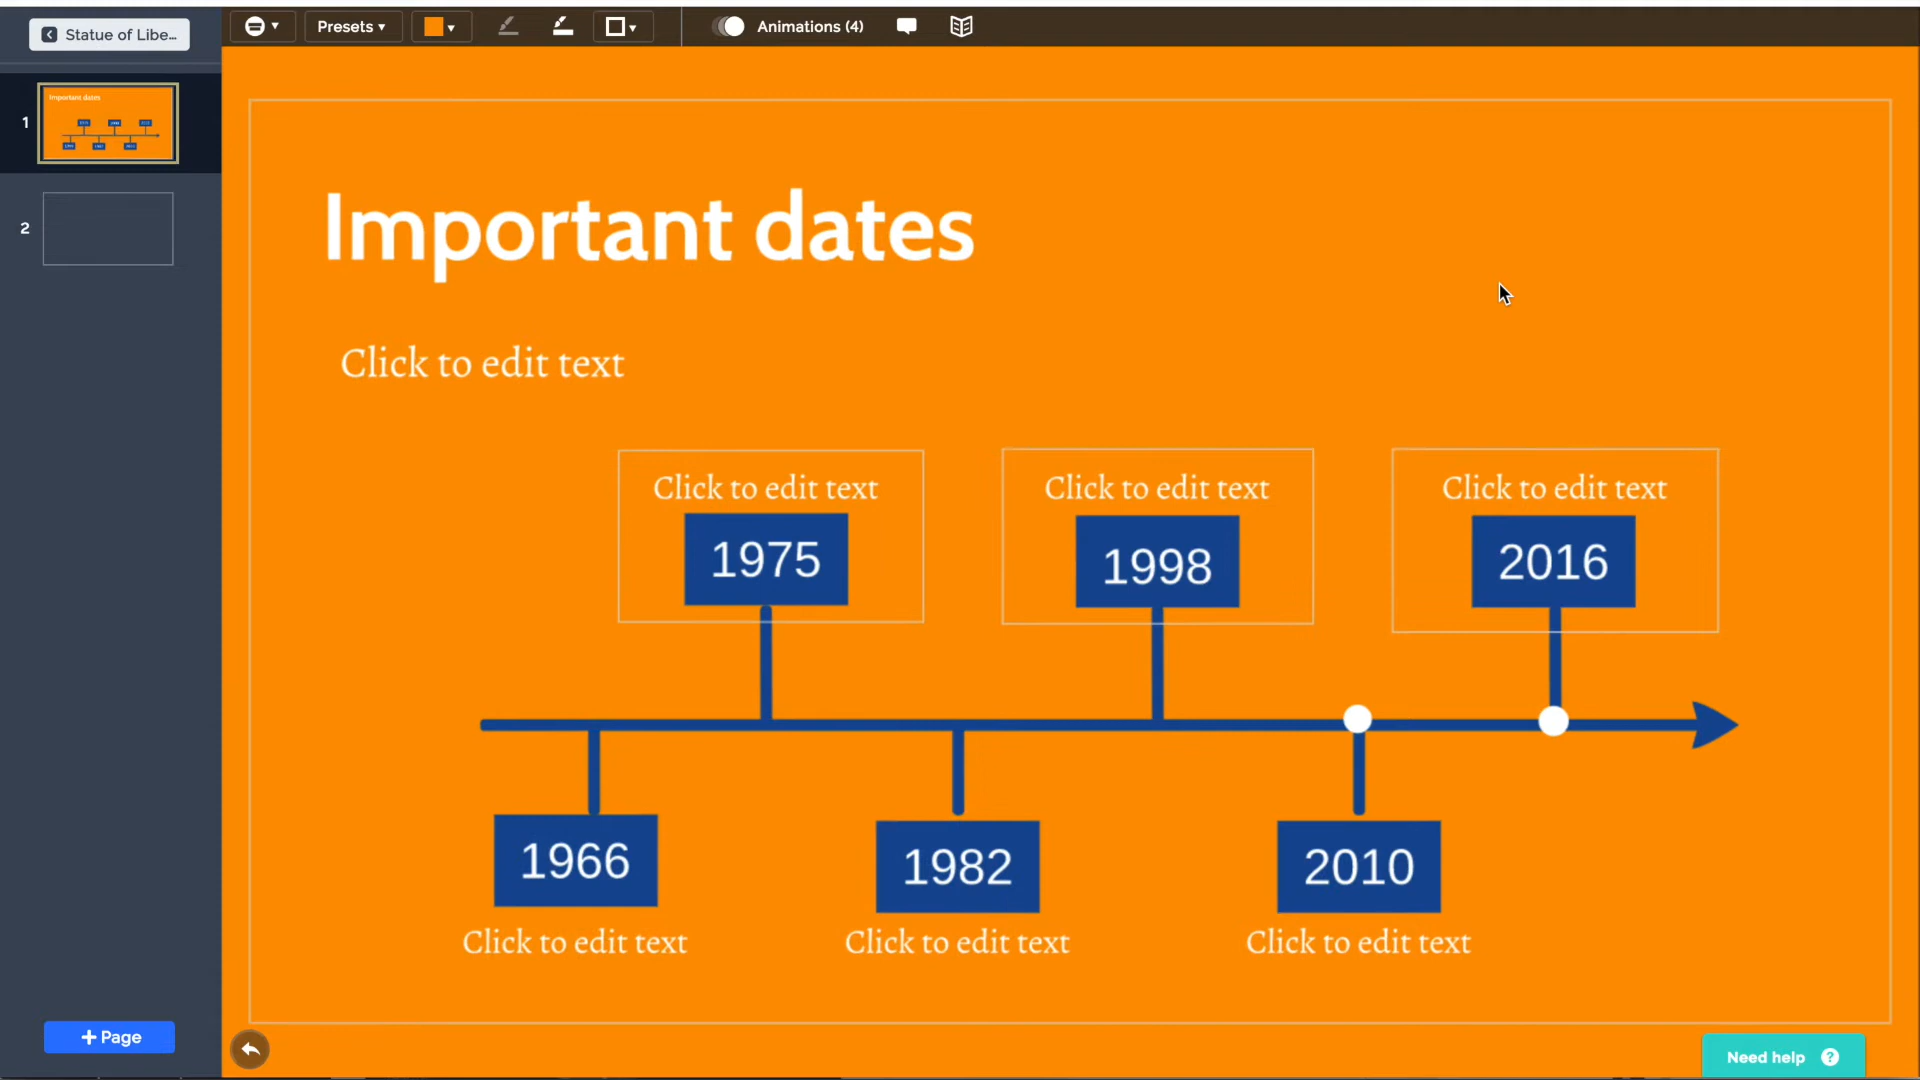 Statue of Libe...
Presets
Animations (4)
1
Important dates
2
Important dates
Click to edit text
Click to edit text
Click to edit text
Click to edit text
1975
1998
2016
1966
1982
2010
Click to edit text
Click to edit text
Click to edit text
+ Page
Need help ?